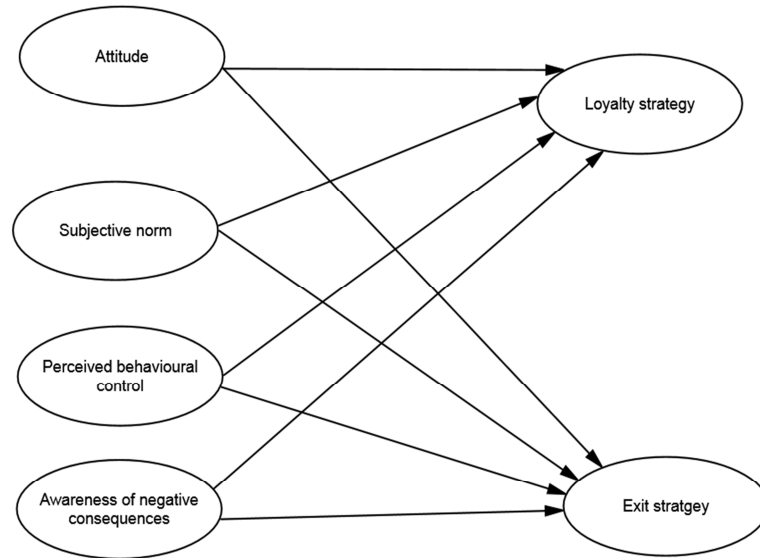 Attitude
Loyalty strategy
Subjective norm
Perceived behavioural
control
Awareness of negative
consequences
Exit stratgey